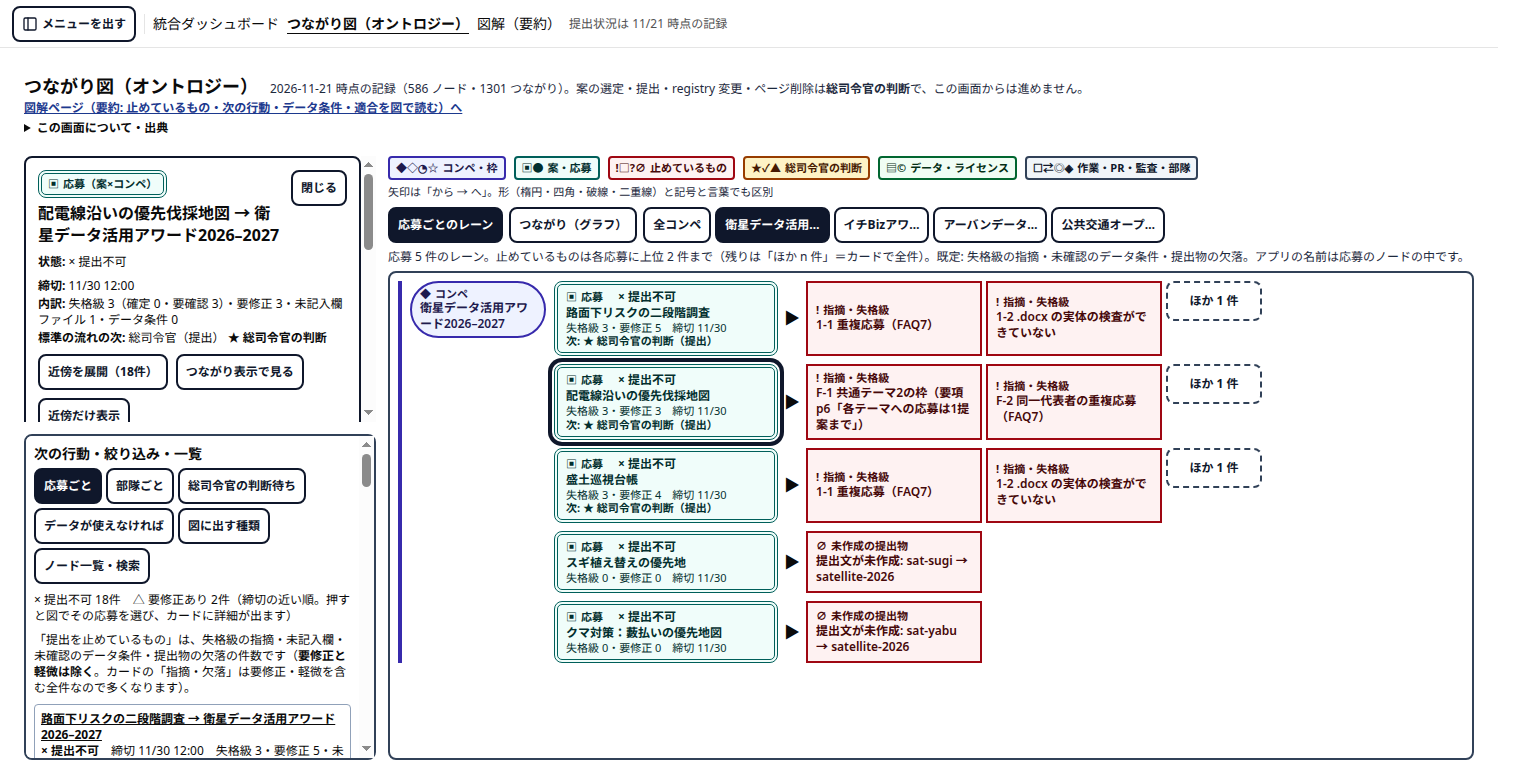 メニューを出す
統合ダッシュボード つながり図（オントロジー） 図解（要約） 提出状況は 11/21 時点の記録
つながり図（オントロジー） 2026-11-21 時点の記録（586 ノード・1301 つながり）。案の選定・提出・registry 変更・ページ削除は総司令官の判断で、この画面からは進めません。
図解ページ（要約: 止めているもの・次の行動・データ条件・適合を図で読む）へ
▶ この画面について・出典
▣ 応募（案×コンペ）
閉じる
配電線沿いの優先伐採地図 → 衛
星データ活用アワード2026–2027
状態: × 提出不可
締切: 11/30 12:00
内訳: 失格級 3（確定 0・要確認 3）・要修正 3・未記入欄
ファイル 1・データ条件 0
標準の流れの次: 総司令官（提出） ★ 総司令官の判断
近傍を展開（18件）
つながり表示で見る
近傍だけ表示
次の行動・絞り込み・一覧
応募ごと
部隊ごと
総司令官の判断待ち
データが使えなければ
図に出す種類
ノード一覧・検索
× 提出不可 18件 △ 要修正あり 2件（締切の近い順。押す
と図でその応募を選び、カードに詳細が出ます）
「提出を止めているもの」は、失格級の指摘・未記入欄・
未確認のデータ条件・提出物の欠落の件数です（要修正と
軽微は除く。カードの「指摘・欠落」は要修正・軽微を含
む全件なので多くなります）。
路面下リスクの二段階調査 → 衛星データ活用アワード
2026–2027
× 提出不可 締切 11/30 12:00 失格級 3・要修正 5・未
◆◇◔☆ コンペ・枠
▣● 案・応募
!☐?⊘ 止めているもの
★✓▲ 総司令官の判断
▤© データ・ライセンス
☐⇄◎◆ 作業・PR・監査・部隊
矢印は「から → へ」。形（楕円・四角・破線・二重線）と記号と言葉でも区別
応募ごとのレーン
つながり（グラフ）
全コンペ
衛星データ活用…
イチBizアワ…
アーバンデータ…
公共交通オープ…
応募 5 件のレーン。止めているものは各応募に上位 2 件まで（残りは「ほか n 件」＝カードで全件）。既定: 失格級の指摘・未確認のデータ条件・提出物の欠落。アプリの名前は応募のノードの中です。
◆ コンペ
衛星データ活用アワ
ード2026–2027
▣ 応募 × 提出不可
路面下リスクの二段階調査
失格級 3・要修正 5 締切 11/30
次: ★ 総司令官の判断（提出）
! 指摘・失格級
1-1 重複応募（FAQ7）
! 指摘・失格級
1-2 .docx の実体の検査がで
きていない
ほか 1 件
▣ 応募 × 提出不可
配電線沿いの優先伐採地図
失格級 3・要修正 3 締切 11/30
次: ★ 総司令官の判断（提出）
! 指摘・失格級
F-1 共通テーマ2の枠（要項
p6「各テーマへの応募は1提
案まで」）
! 指摘・失格級
F-2 同一代表者の重複応募
（FAQ7）
ほか 1 件
▣ 応募 × 提出不可
盛土巡視台帳
失格級 3・要修正 4 締切 11/30
次: ★ 総司令官の判断（提出）
! 指摘・失格級
1-1 重複応募（FAQ7）
! 指摘・失格級
1-2 .docx の実体の検査がで
きていない
ほか 1 件
▣ 応募 × 提出不可
スギ植え替えの優先地
失格級 0・要修正 0 締切 11/30
⊘ 未作成の提出物
提出文が未作成: sat-sugi →
satellite-2026
▣ 応募 × 提出不可
クマ対策：藪払いの優先地図
失格級 0・要修正 0 締切 11/30
⊘ 未作成の提出物
提出文が未作成: sat-yabu
→ satellite-2026